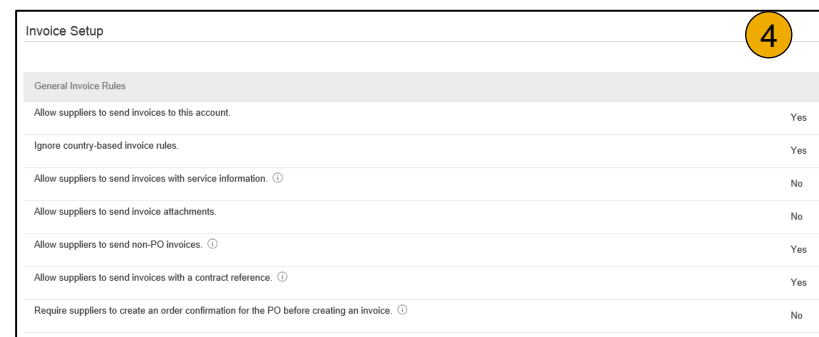 Invoice Setup
4
General Invoice Rules
Allow suppliers to send invoices to this account. Yes
Ignore country-based invoice rules. Yes
Allow suppliers to send invoices with service information. ⓘ No
Allow suppliers to send invoice attachments. No
Allow suppliers to send non-PO invoices. ⓘ Yes
Allow suppliers to send invoices with a contract reference. ⓘ Yes
Require suppliers to create an order confirmation for the PO before creating an invoice. ⓘ No